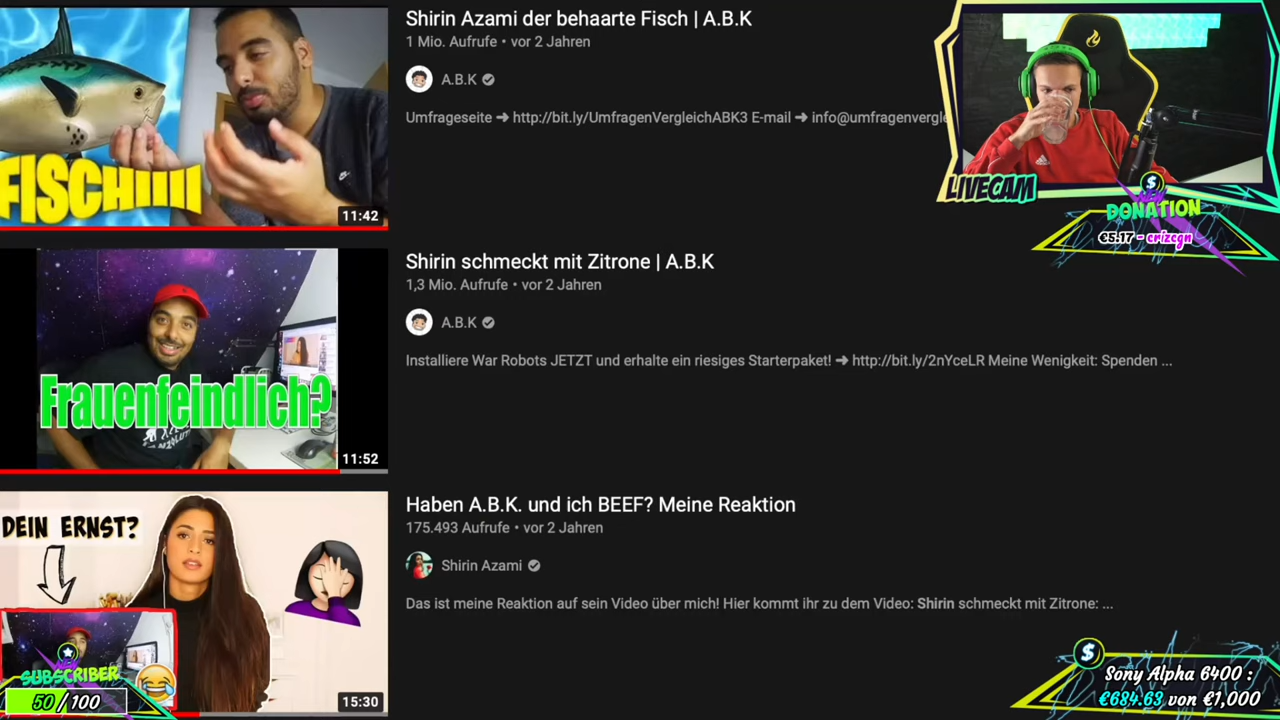 FISCHIIII
11:42
Shirin Azami der behaarte Fisch | A.B.K
1 Mio. Aufrufe • vor 2 Jahren
A.B.K
Umfrageseite ➔ http://bit.ly/UmfragenVergleichABK3 E-mail ➔ info@umfragenvergle
LIVECAM
NEW
DONATION
€5.17 - crizcgn
Frauenfeindlich?
11:52
Shirin schmeckt mit Zitrone | A.B.K
1,3 Mio. Aufrufe • vor 2 Jahren
A.B.K
Installiere War Robots JETZT und erhalte ein riesiges Starterpaket! ➔ http://bit.ly/2nYceLR Meine Wenigkeit: Spenden ...
DEIN ERNST?
15:30
Haben A.B.K. und ich BEEF? Meine Reaktion
175.493 Aufrufe • vor 2 Jahren
Shirin Azami
Das ist meine Reaktion auf sein Video über mich! Hier kommt ihr zu dem Video: Shirin schmeckt mit Zitrone: ...
NEW
SUBSCRIBER
50 / 100
Sony Alpha 6400 :
€684.63 von €1,000